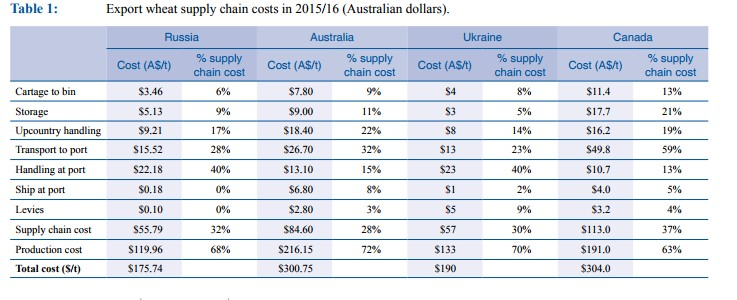 Table 1: Export wheat supply chain costs in 2015/16 (Australian dollars).
Russia Australia Ukraine Canada
Cost (A$/t) % supply chain cost Cost (A$/t) % supply chain cost Cost (A$/t) % supply chain cost Cost (A$/t) % supply chain cost
Cartage to bin $3.46 6% $7.80 9% $4 8% $11.4 13%
Storage $5.13 9% $9.00 11% $3 5% $17.7 21%
Upcountry handling $9.21 17% $18.40 22% $8 14% $16.2 19%
Transport to port $15.52 28% $26.70 32% $13 23% $49.8 59%
Handling at port $22.18 40% $13.10 15% $23 40% $10.7 13%
Ship at port $0.18 0% $6.80 8% $1 2% $4.0 5%
Levies $0.10 0% $2.80 3% $5 9% $3.2 4%
Supply chain cost $55.79 32% $84.60 28% $57 30% $113.0 37%
Production cost $119.96 68% $216.15 72% $133 70% $191.0 63%
Total cost ($/t) $175.74 $300.75 $190 $304.0